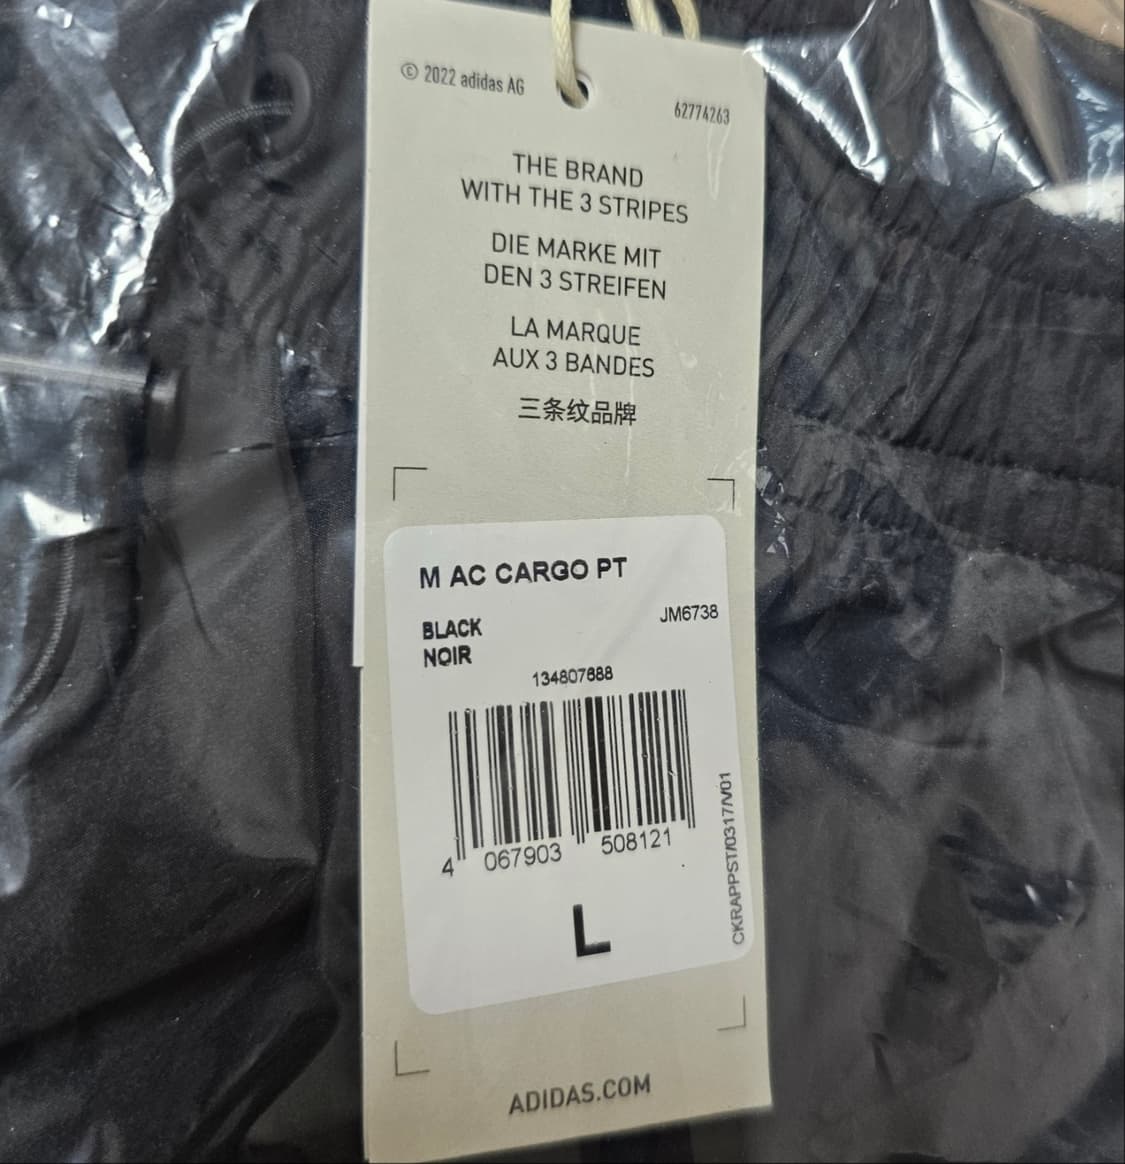 © 2022 adidas AG
62774263
THE BRAND
WITH THE 3 STRIPES
DIE MARKE MIT
DEN 3 STREIFEN
LA MARQUE
AUX 3 BANDES
三条纹品牌
M AC CARGO PT
JM6738
BLACK
NOIR
134807688
4 067903 508121
CKRAPPST/0317/V01
L
ADIDAS.COM